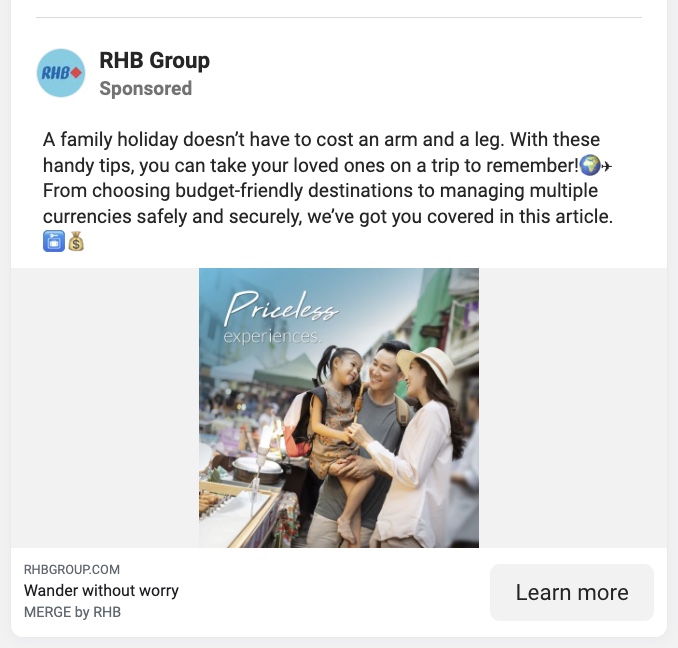 RHB Group
RHB
Sponsored
A family holiday doesn’t have to cost an arm and a leg. With these
handy tips, you can take your loved ones on a trip to remember!🌍✈
From choosing budget-friendly destinations to managing multiple
currencies safely and securely, we’ve got you covered in this article.
🛅💰
Priceless
experiences.
RHBGROUP.COM
Wander without worry
MERGE by RHB
Learn more